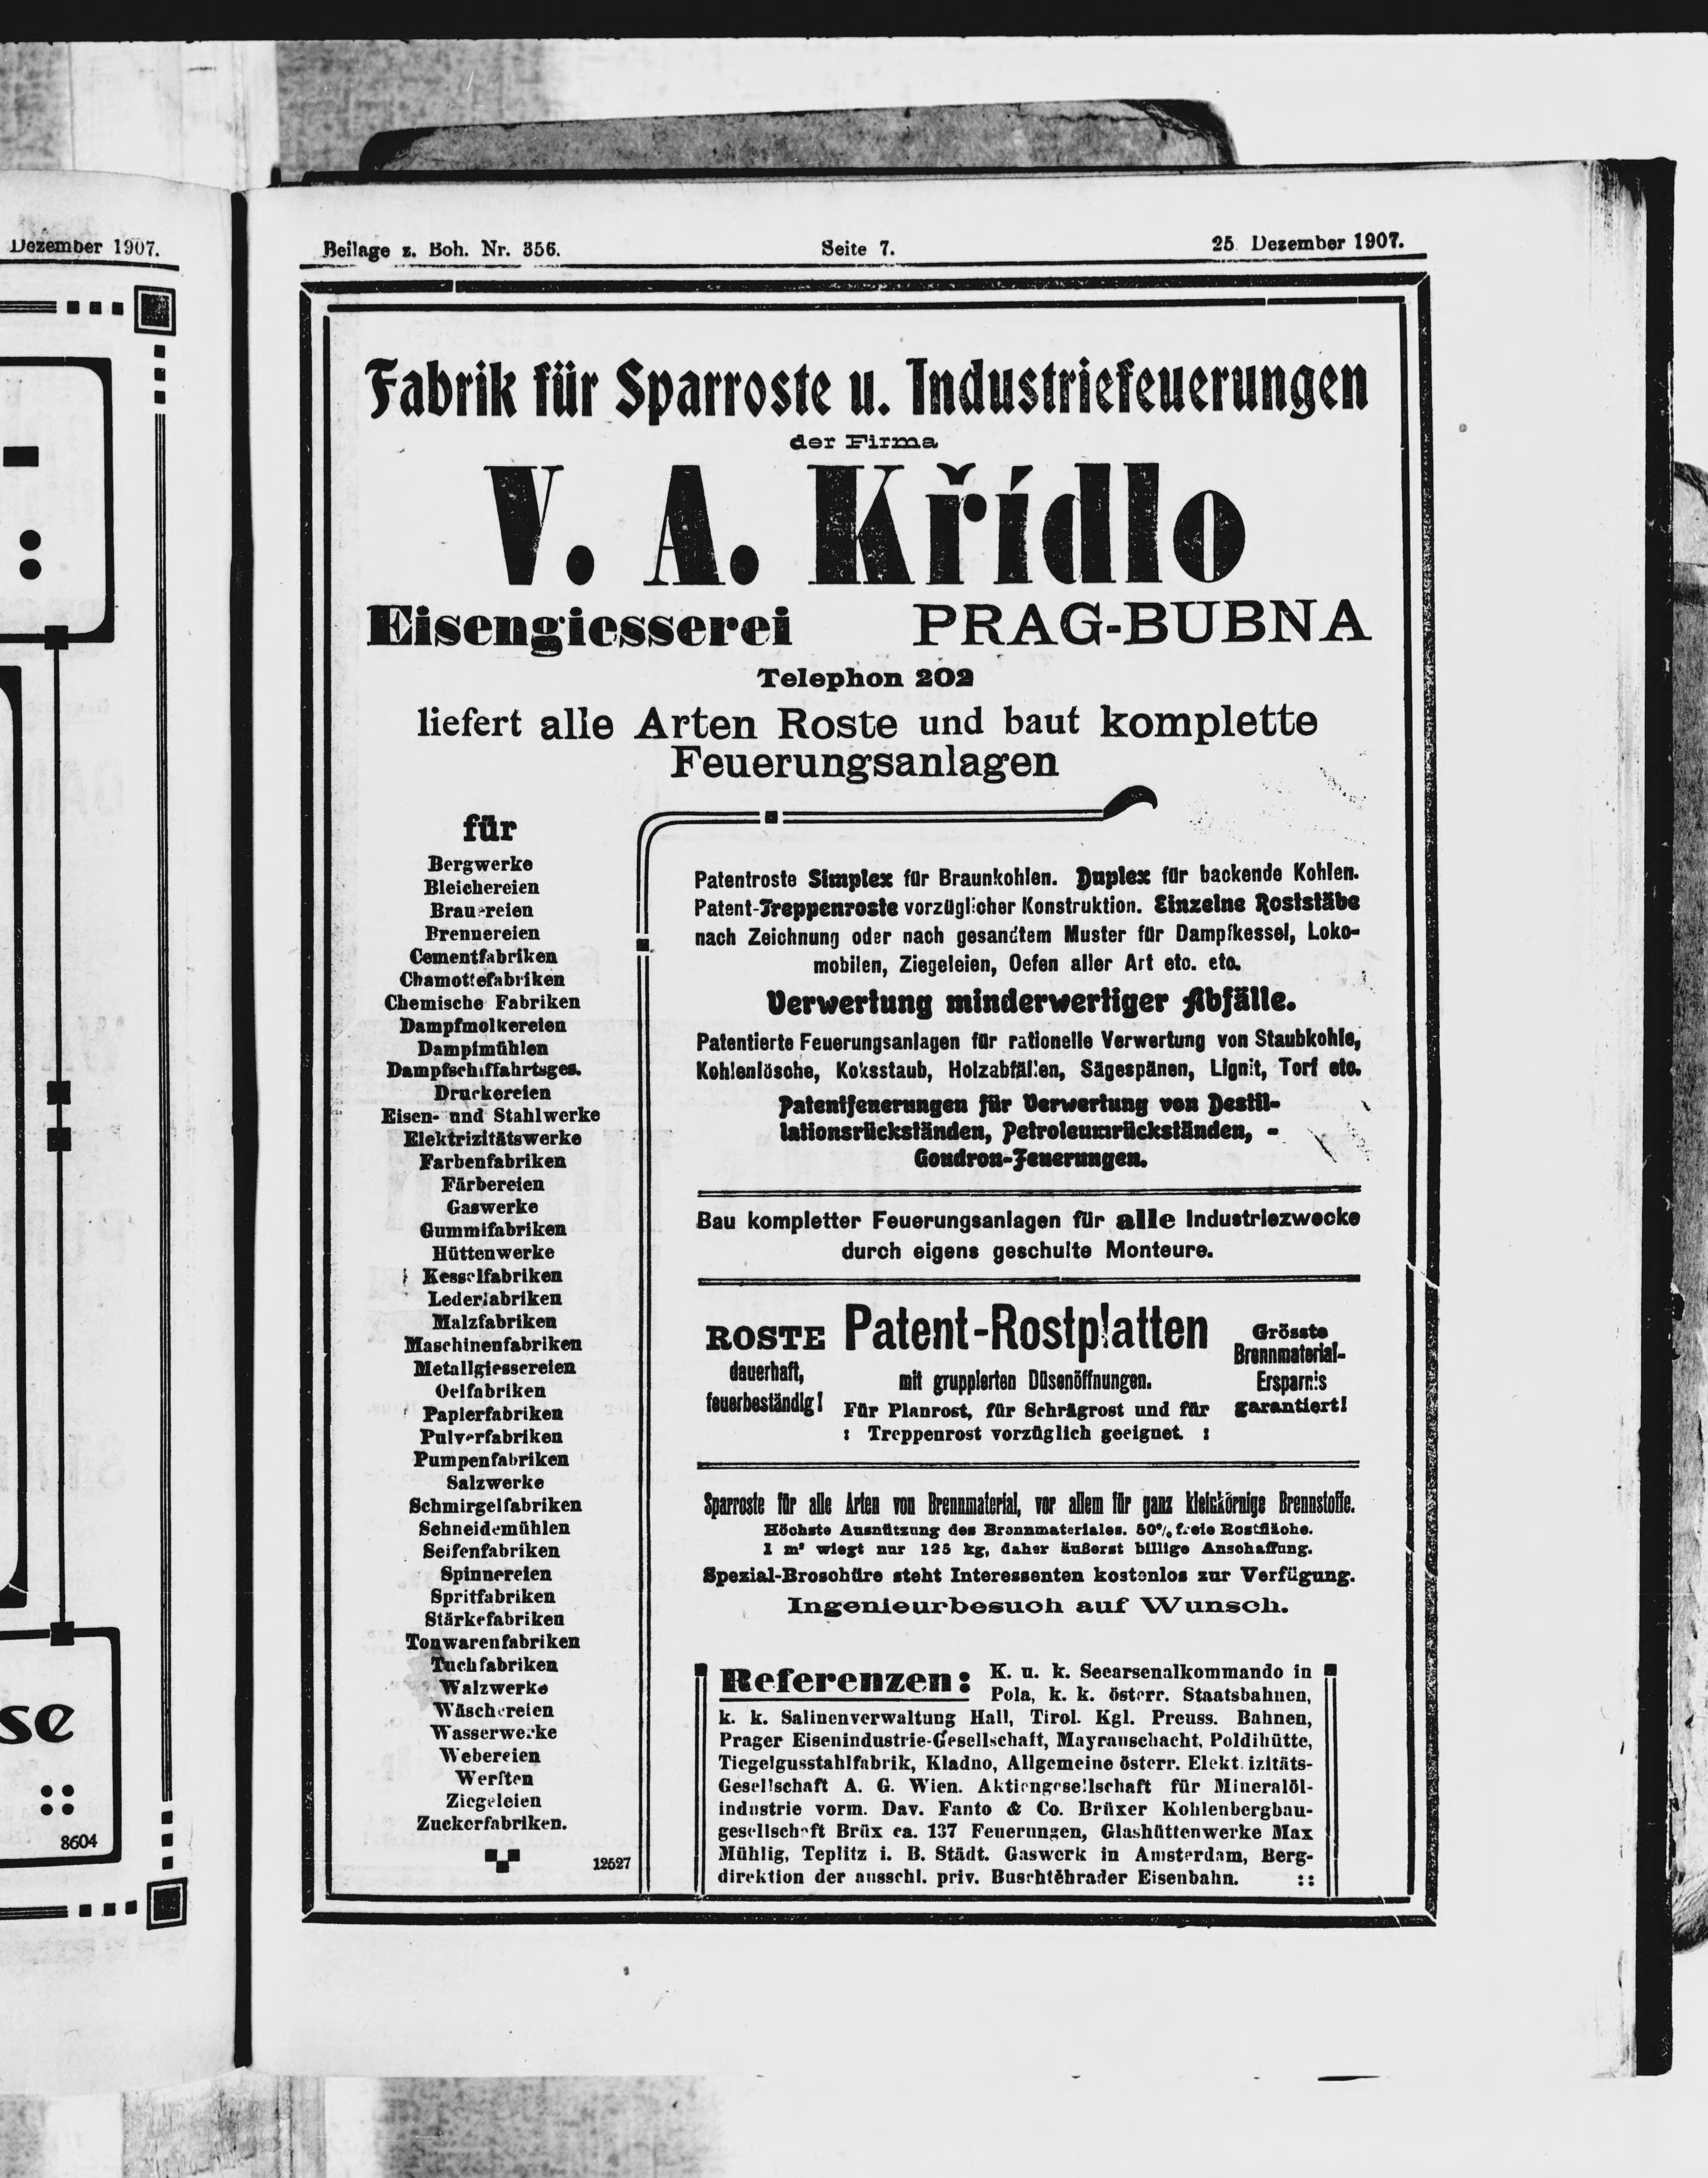 Dezember 1907.
se
8604
Beilage z. Boh. Nr. 356.
Seite 7.
25. Dezember 1907.
Fabrik für Sparroste u. Industriefeuerungen
der Firma
V. A. Křídlo
Eisengiesserei PRAG-BUBNA
Telephon 202
liefert alle Arten Roste und baut komplette
Feuerungsanlagen
für
Bergwerke
Bleichereien
Brauereien
Brennereien
Cementfabriken
Chamottefabriken
Chemische Fabriken
Dampfmolkereien
Dampfmühlen
Dampfschiffahrtsges.
Druckereien
Eisen- und Stahlwerke
Elektrizitätswerke
Farbenfabriken
Färbereien
Gaswerke
Gummifabriken
Hüttenwerke
Kesselfabriken
Lederfabriken
Malzfabriken
Maschinenfabriken
Metallgiessereien
Oelfabriken
Papierfabriken
Pulverfabriken
Pumpenfabriken
Salzwerke
Schmirgelfabriken
Schneidemühlen
Seifenfabriken
Spinnereien
Spritfabriken
Stärkefabriken
Tonwarenfabriken
Tuchfabriken
Walzwerke
Wäschereien
Wasserwerke
Webereien
Werften
Ziegeleien
Zuckerfabriken.
12527
Patentroste Simplex für Braunkohlen. Duplex für backende Kohlen.
Patent-Treppenroste vorzüglicher Konstruktion. Einzelne Roststäbe
nach Zeichnung oder nach gesandtem Muster für Dampfkessel, Loko-
mobilen, Ziegeleien, Oefen aller Art etc. etc.
Verwertung minderwertiger Abfälle.
Patentierte Feuerungsanlagen für rationelle Verwertung von Staubkohle,
Kohlenlösche, Koksstaub, Holzabfällen, Sägespänen, Lignit, Torf etc.
Patentfeuerungen für Verwertung von Destil-
lationsrückständen, Petroleumrückständen, -
Goudron-Feuerungen.
Bau kompletter Feuerungsanlagen für alle Industriezwecke
durch eigens geschulte Monteure.
ROSTE
dauerhaft,
feuerbeständig!
Patent-Rostplatten
mit gruppierten Düsenöffnungen.
Für Planrost, für Schrägrost und für
: Treppenrost vorzüglich geeignet. :
Grösste
Brennmaterial-
Ersparnis
garantiert!
Sparroste für alle Arten von Brennmaterial, vor allem für ganz kleinkörnige Brennstoffe.
Höchste Ausnützung des Brennmateriales. 50% freie Rostfläche.
1 m² wiegt nur 125 kg, daher äußerst billige Anschaffung.
Spezial-Broschüre steht Interessenten kostenlos zur Verfügung.
Ingenieurbesuch auf Wunsch.
Referenzen: K. u. k. Seearsenalkommando in
Pola, k. k. österr. Staatsbahnen,
k. k. Salinenverwaltung Hall, Tirol. Kgl. Preuss. Bahnen,
Prager Eisenindustrie-Gesellschaft, Mayrauschacht, Poldihütte,
Tiegelgusstahlfabrik, Kladno, Allgemeine österr. Elektrizitäts-
Gesellschaft A. G. Wien. Aktiengesellschaft für Mineralöl-
industrie vorm. Dav. Fanto & Co. Brüxer Kohlenbergbau-
gesellschaft Brüx ca. 137 Feuerungen, Glashüttenwerke Max
Mühlig, Teplitz i. B. Städt. Gaswerk in Amsterdam, Berg-
direktion der ausschl. priv. Buschtěhrader Eisenbahn. ::